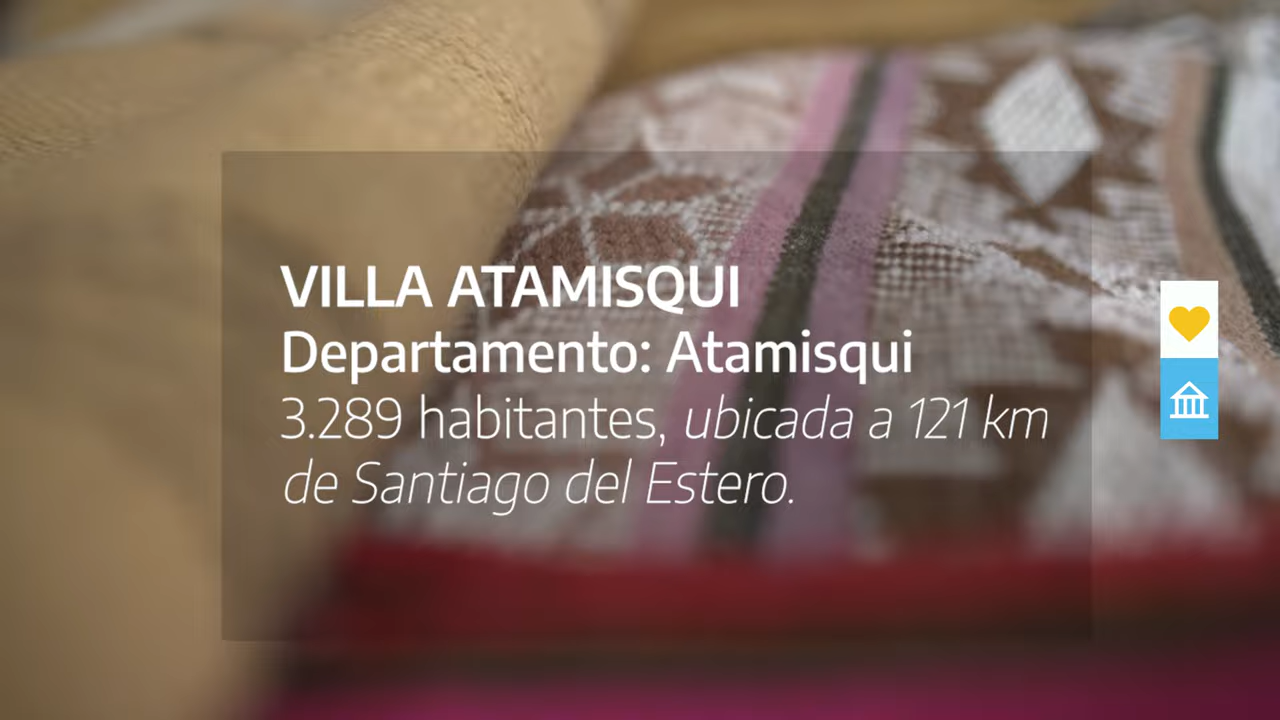 VILLA ATAMISQUI
Departamento: Atamisqui
3.289 habitantes, ubicada a 121 km
de Santiago del Estero.